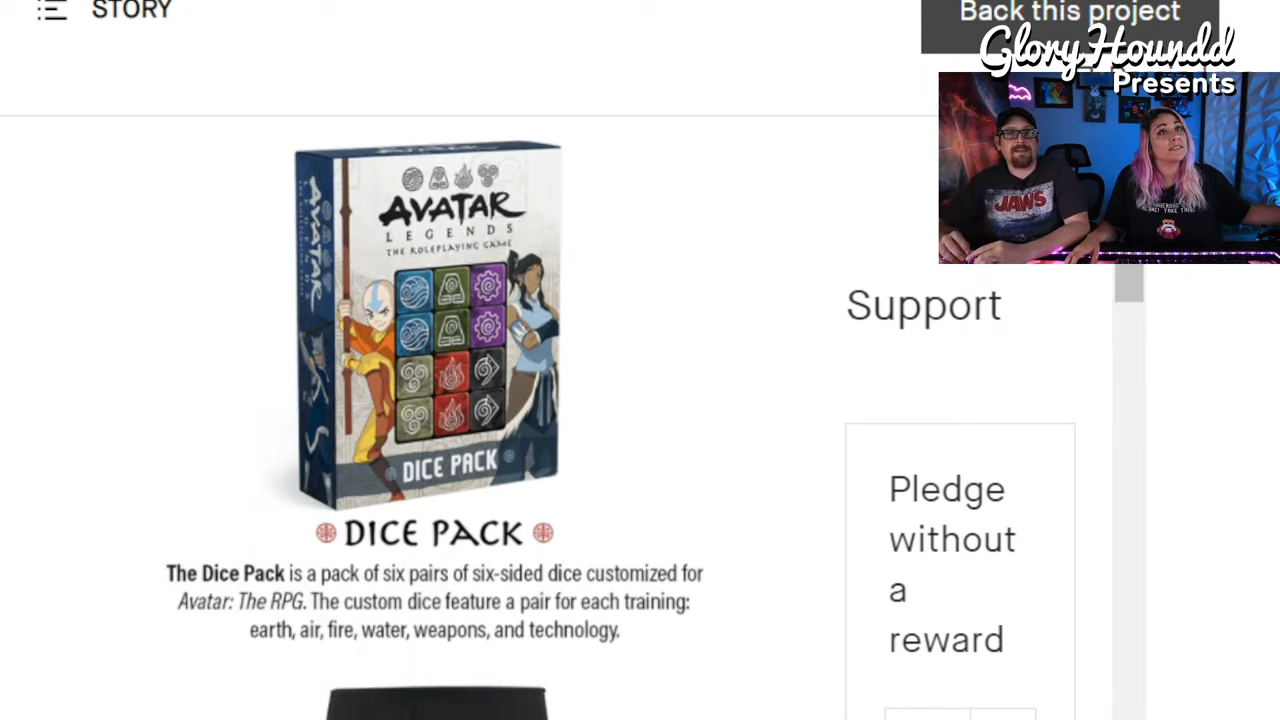 STORY
Back this project
GloryHoundd
Presents
JAWS
AVATAR
LEGENDS
THE ROLEPLAYING GAME
AVATAR
DICE PACK
DICE PACK
The Dice Pack is a pack of six pairs of six-sided dice customized for
Avatar: The RPG. The custom dice feature a pair for each training:
earth, air, fire, water, weapons, and technology.
Support
Pledge
without
a
reward